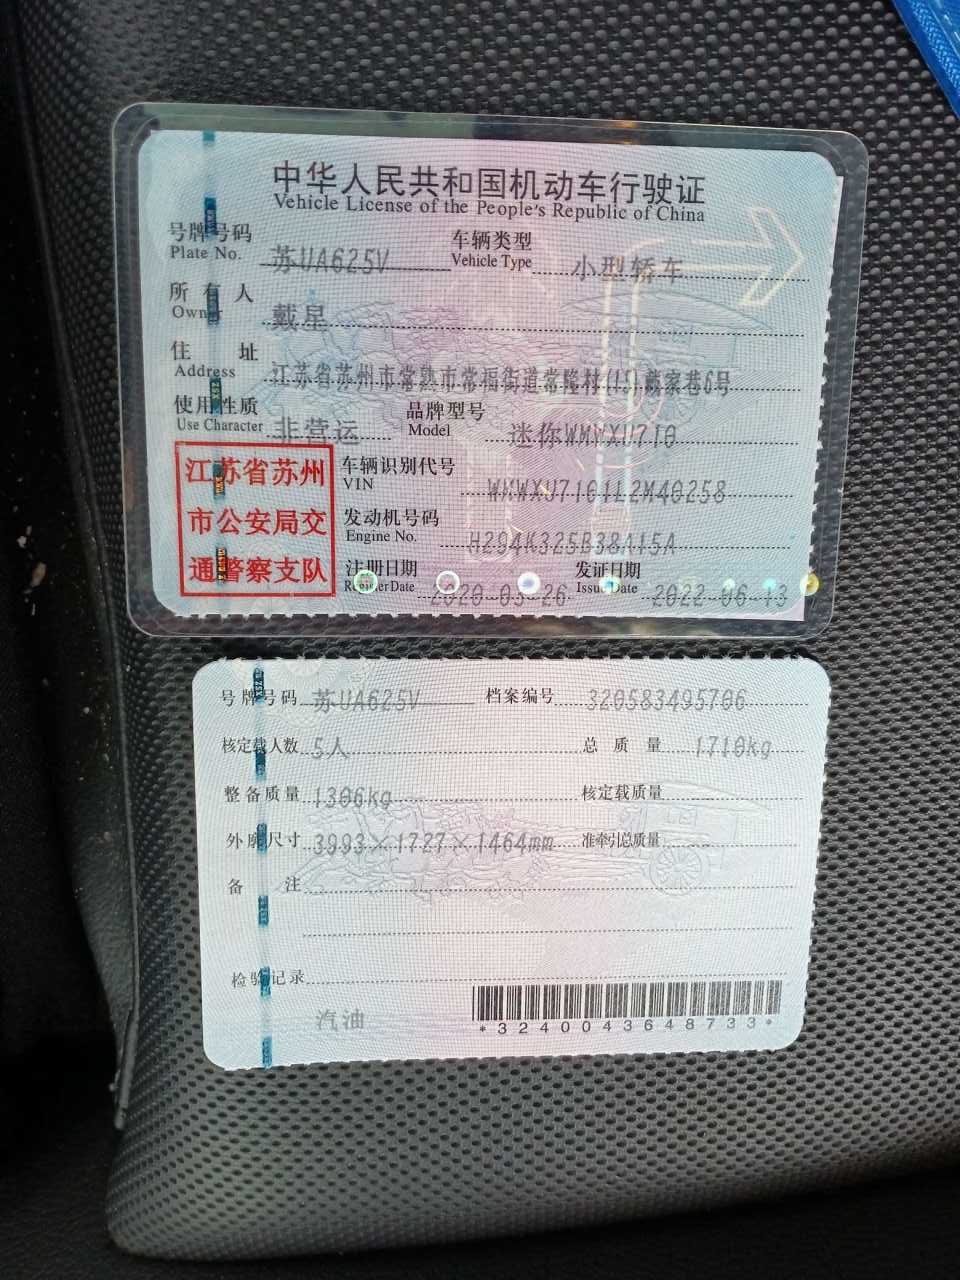 中华人民共和国机动车行驶证
Vehicle License of the People's Republic of China
号牌号码 苏UA625V 车辆类型 小型轿车
Plate No. Vehicle Type
所有人 戴星
Owner
住址 江苏省苏州市常熟市常福街道常隆村(15)戴家巷6号
Address
使用性质 非营运 品牌型号 迷你WMWXU710
Use Character Model
江苏省苏州
市公安局交
通警察支队
车辆识别代号 WMWXU7101L2M40258
VIN
发动机号码 H294K325B38A15A
Engine No.
注册日期 2020-05-26 发证日期 2022-06-13
Register Date Issue Date
号牌号码 苏UA625V 档案编号 320583495706
核定载人数 5人 总质量 1710kg
整备质量 1306kg 核定载质量
外廓尺寸 3993×1727×1464mm 准牵引总质量
备注
检验记录
汽油
*3240043648733*